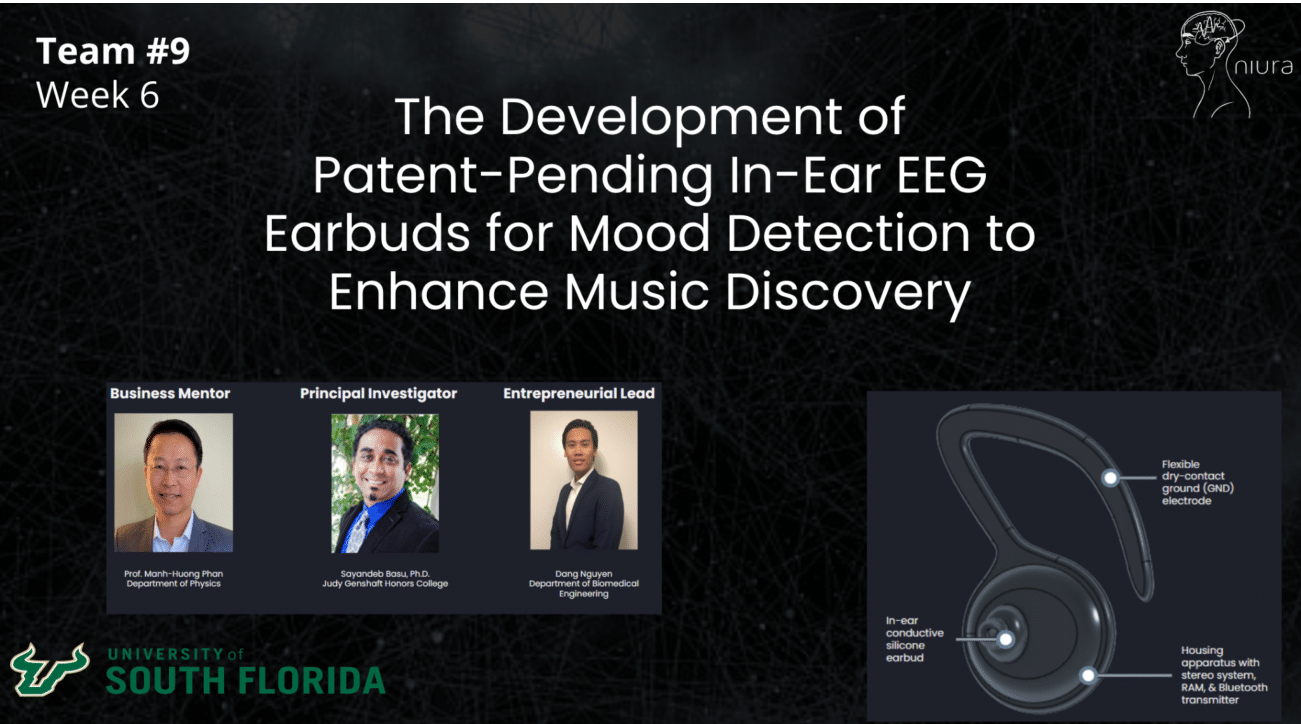 Team #9
Week 6
niura
The Development of
Patent-Pending In-Ear EEG
Earbuds for Mood Detection to
Enhance Music Discovery
Business Mentor
Prof. Manh-Huong Phan
Department of Physics
Principal Investigator
Sayandeb Basu, Ph.D.
Judy Genshaft Honors College
Entrepreneurial Lead
Dang Nguyen
Department of Biomedical
Engineering
Flexible
dry-contact
ground (GND)
electrode
In-ear
conductive
silicone
earbud
Housing
apparatus with
stereo system,
RAM, & Bluetooth
transmitter
UNIVERSITY of
SOUTH FLORIDA